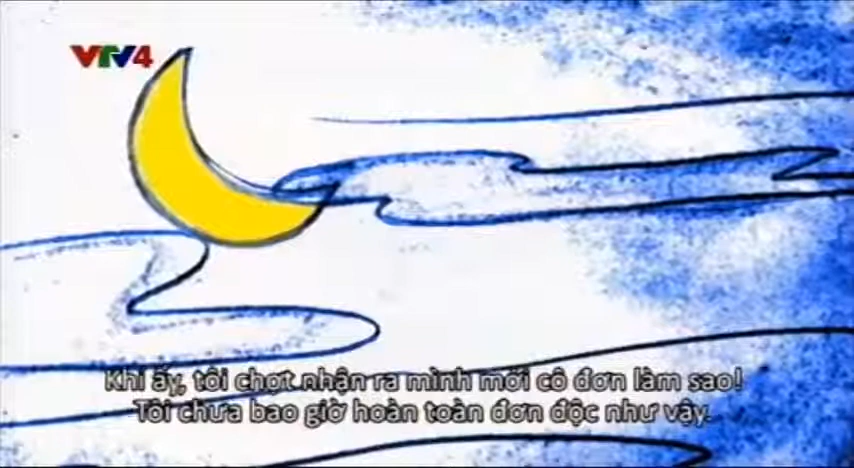 VTV4
Khi ấy, tôi chợt nhận ra mình mới cô đơn làm sao!
Tôi chưa bao giờ hoàn toàn đơn độc như vậy.